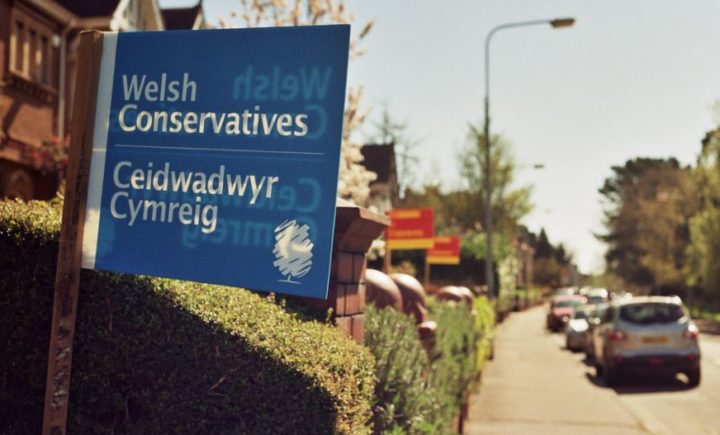 Welsh
Conservatives
Ceidwadwyr
Cymreig